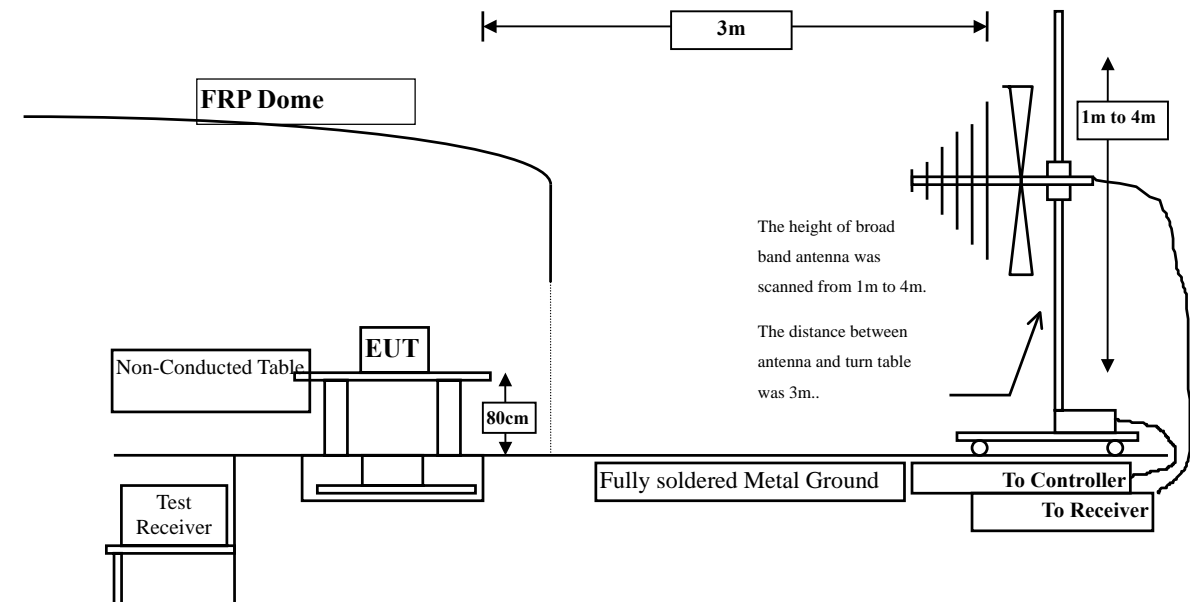 3m
FRP Dome
1m to 4m
The height of broad
band antenna was
scanned from 1m to 4m.
The distance between
antenna and turn table
was 3m..
EUT
Non-Conducted Table
80cm
Fully soldered Metal Ground
To Controller
To Receiver
Test
Receiver